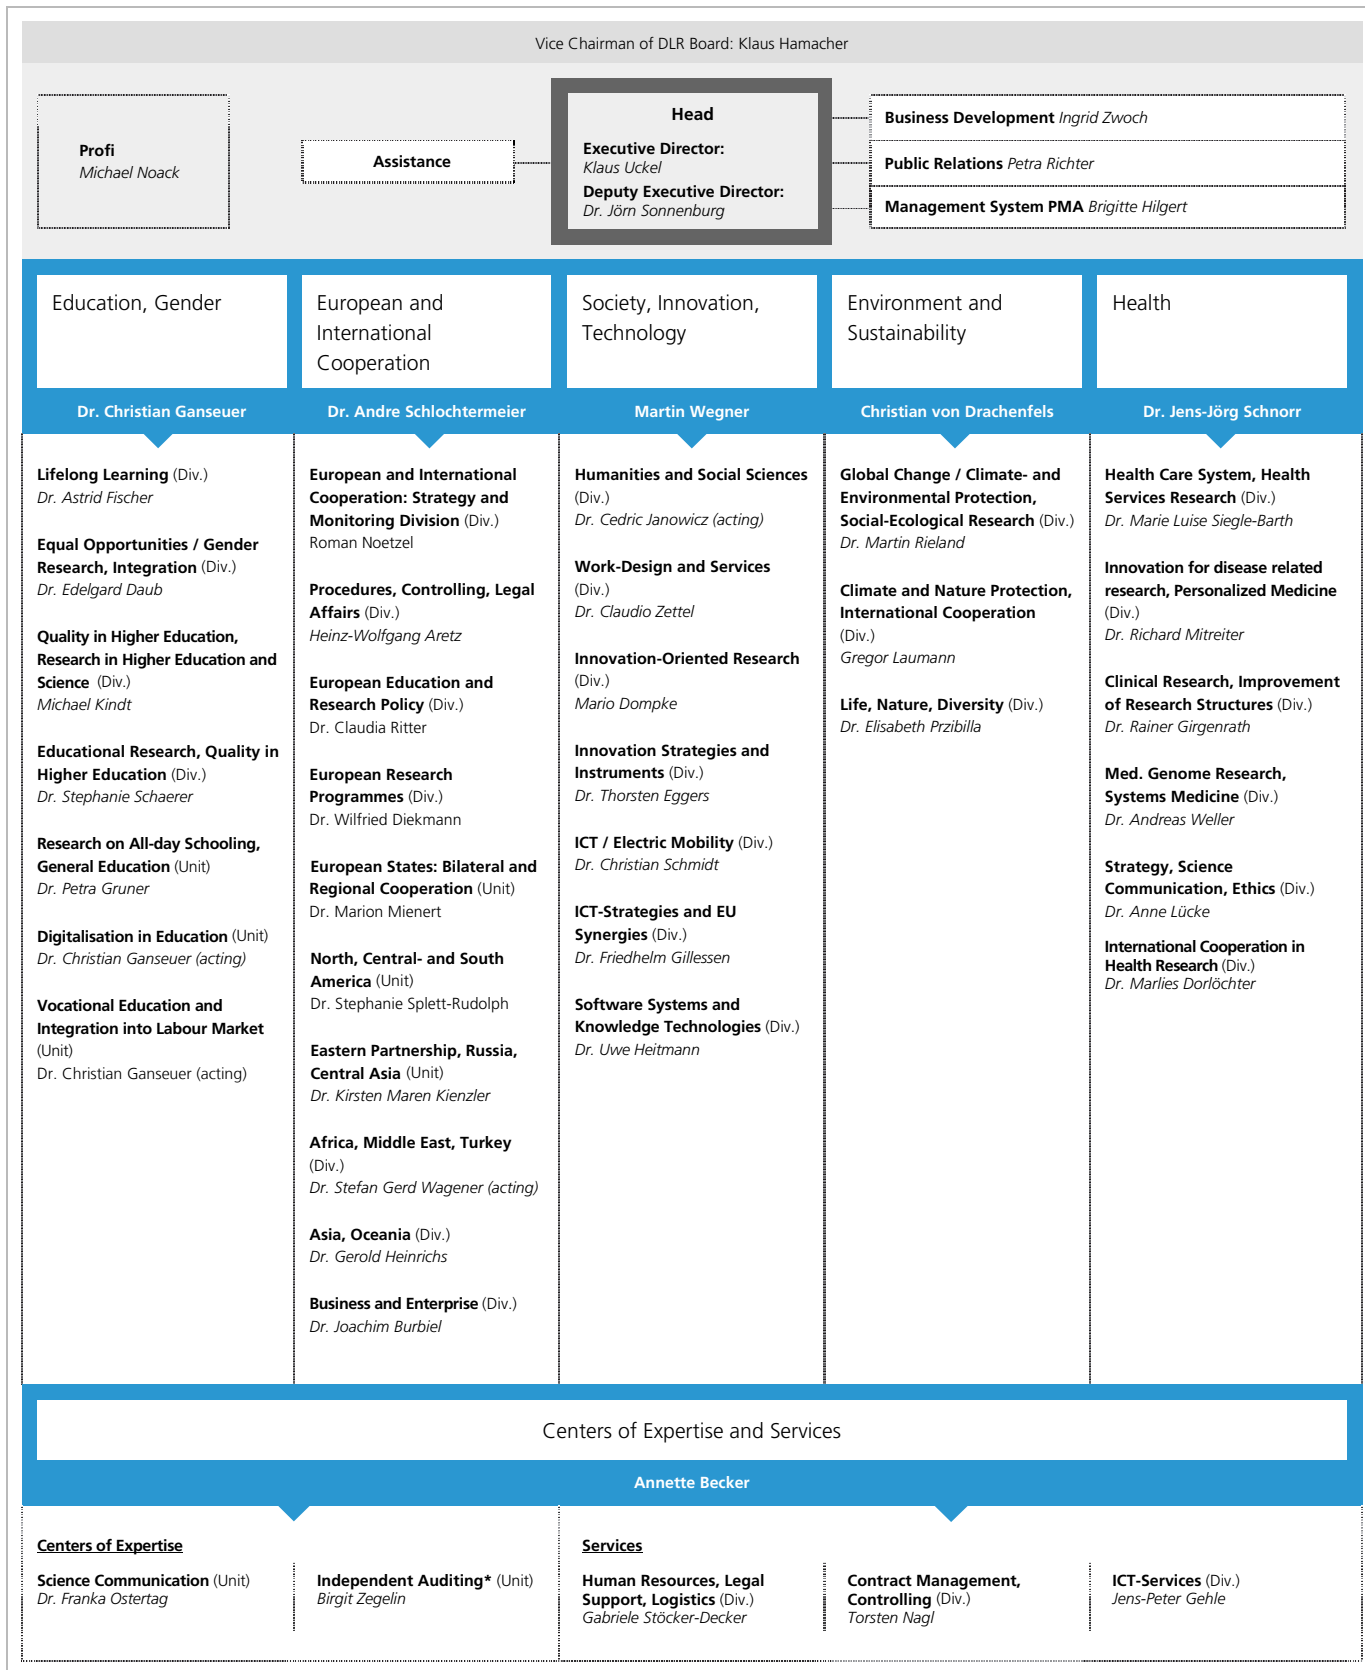 Vice Chairman of DLR Board: Klaus Hamacher
Profi
Michael Noack
Assistance
Head
Executive Director:
Klaus Uckel
Deputy Executive Director:
Dr. Jörn Sonnenburg
Business Development Ingrid Zwoch
Public Relations Petra Richter
Management System PMA Brigitte Hilgert
Education, Gender
Dr. Christian Ganseuer
Lifelong Learning (Div.)
Dr. Astrid Fischer
Equal Opportunities / Gender
Research, Integration (Div.)
Dr. Edelgard Daub
Quality in Higher Education,
Research in Higher Education and
Science (Div.)
Michael Kindt
Educational Research, Quality in
Higher Education (Div.)
Dr. Stephanie Schaerer
Research on All-day Schooling,
General Education (Unit)
Dr. Petra Gruner
Digitalisation in Education (Unit)
Dr. Christian Ganseuer (acting)
Vocational Education and
Integration into Labour Market
(Unit)
Dr. Christian Ganseuer (acting)
European and
International
Cooperation
Dr. Andre Schlochtermeier
European and International
Cooperation: Strategy and
Monitoring Division (Div.)
Roman Noetzel
Procedures, Controlling, Legal
Affairs (Div.)
Heinz-Wolfgang Aretz
European Education and
Research Policy (Div.)
Dr. Claudia Ritter
European Research
Programmes (Div.)
Dr. Wilfried Diekmann
European States: Bilateral and
Regional Cooperation (Unit)
Dr. Marion Mienert
North, Central- and South
America (Unit)
Dr. Stephanie Splett-Rudolph
Eastern Partnership, Russia,
Central Asia (Unit)
Dr. Kirsten Maren Kienzler
Africa, Middle East, Turkey
(Div.)
Dr. Stefan Gerd Wagener (acting)
Asia, Oceania (Div.)
Dr. Gerold Heinrichs
Business and Enterprise (Div.)
Dr. Joachim Burbiel
Society, Innovation,
Technology
Martin Wegner
Humanities and Social Sciences
(Div.)
Dr. Cedric Janowicz (acting)
Work-Design and Services
(Div.)
Dr. Claudio Zettel
Innovation-Oriented Research
(Div.)
Mario Dompke
Innovation Strategies and
Instruments (Div.)
Dr. Thorsten Eggers
ICT / Electric Mobility (Div.)
Dr. Christian Schmidt
ICT-Strategies and EU
Synergies (Div.)
Dr. Friedhelm Gillessen
Software Systems and
Knowledge Technologies (Div.)
Dr. Uwe Heitmann
Environment and
Sustainability
Christian von Drachenfels
Global Change / Climate- and
Environmental Protection,
Social-Ecological Research (Div.)
Dr. Martin Rieland
Climate and Nature Protection,
International Cooperation
(Div.)
Gregor Laumann
Life, Nature, Diversity (Div.)
Dr. Elisabeth Przibilla
Health
Dr. Jens-Jörg Schnorr
Health Care System, Health
Services Research (Div.)
Dr. Marie Luise Siegle-Barth
Innovation for disease related
research, Personalized Medicine
(Div.)
Dr. Richard Mitreiter
Clinical Research, Improvement
of Research Structures (Div.)
Dr. Rainer Girgenrath
Med. Genome Research,
Systems Medicine (Div.)
Dr. Andreas Weller
Strategy, Science
Communication, Ethics (Div.)
Dr. Anne Lücke
International Cooperation in
Health Research (Div.)
Dr. Marlies Dorlöchter
Centers of Expertise and Services
Annette Becker
Centers of Expertise
Science Communication (Unit)
Dr. Franka Ostertag
Independent Auditing* (Unit)
Birgit Zegelin
Services
Human Resources, Legal
Support, Logistics (Div.)
Gabriele Stöcker-Decker
Contract Management,
Controlling (Div.)
Torsten Nagl
ICT-Services (Div.)
Jens-Peter Gehle